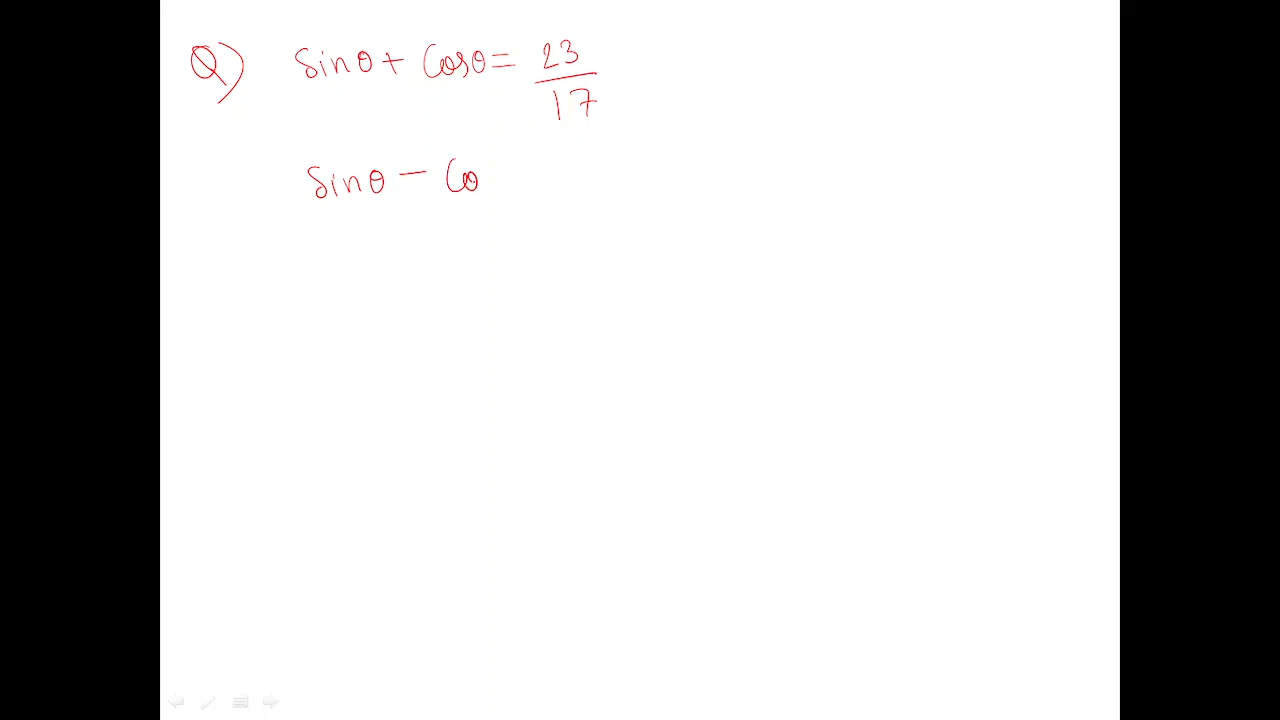 Q) Sinθ + Cosθ = 23/17
Sinθ - Co